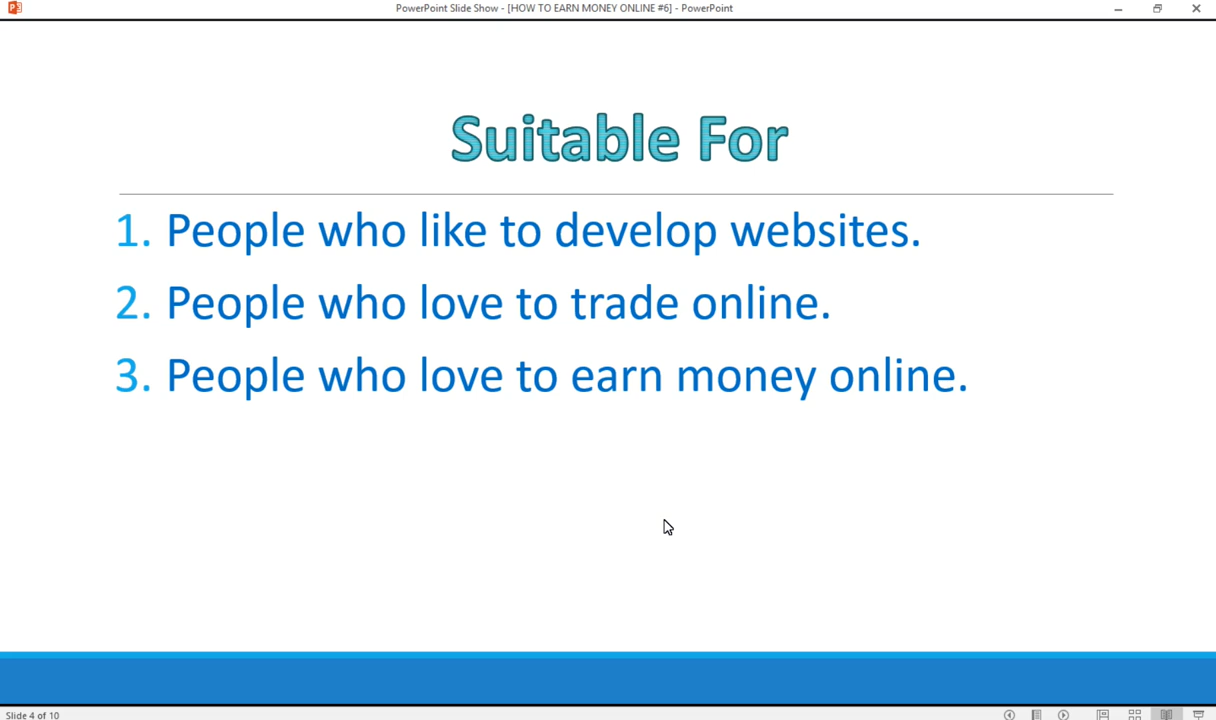 PowerPoint Slide Show - [HOW TO EARN MONEY ONLINE #6] - PowerPoint
Suitable For
1. People who like to develop websites.
2. People who love to trade online.
3. People who love to earn money online.
Slide 4 of 10